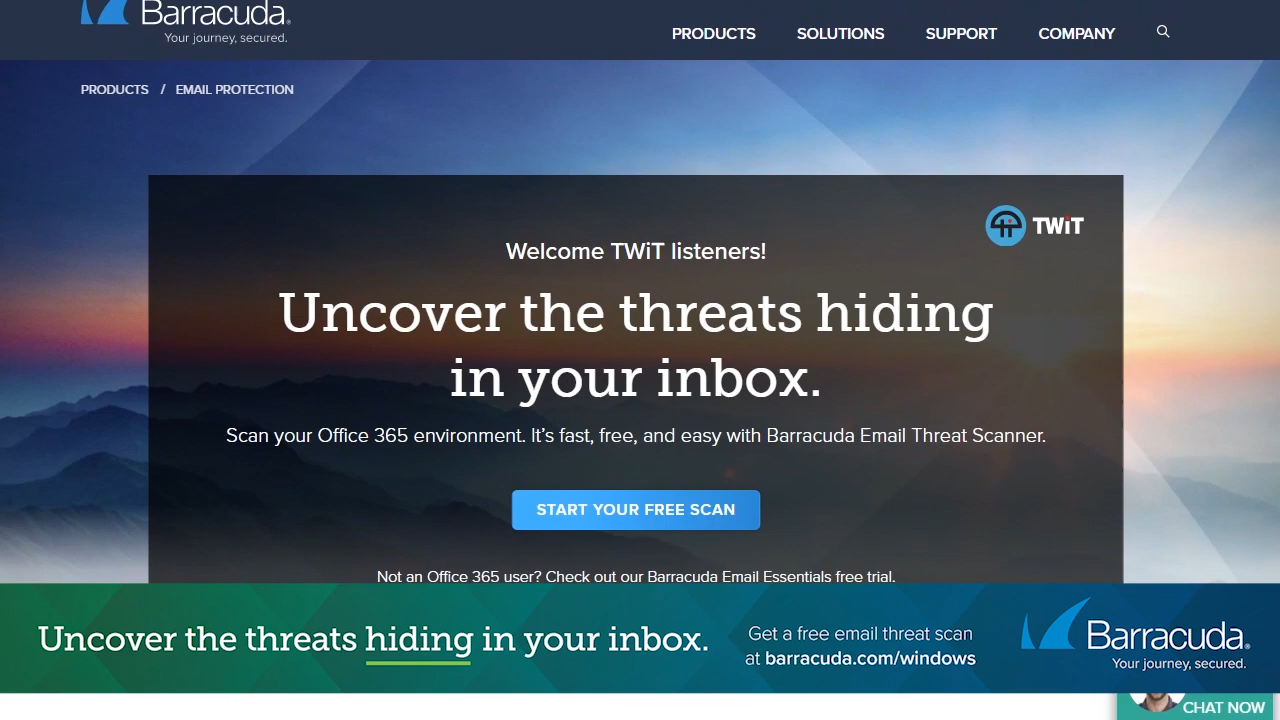 Barracuda®
Your journey, secured.
PRODUCTS SOLUTIONS SUPPORT COMPANY
PRODUCTS / EMAIL PROTECTION
TWiT
Welcome TWiT listeners!
Uncover the threats hiding
in your inbox.
Scan your Office 365 environment. It's fast, free, and easy with Barracuda Email Threat Scanner.
START YOUR FREE SCAN
Not an Office 365 user? Check out our Barracuda Email Essentials free trial.
Uncover the threats hiding in your inbox.
Get a free email threat scan
at barracuda.com/windows
Barracuda®
Your journey, secured.
CHAT NOW